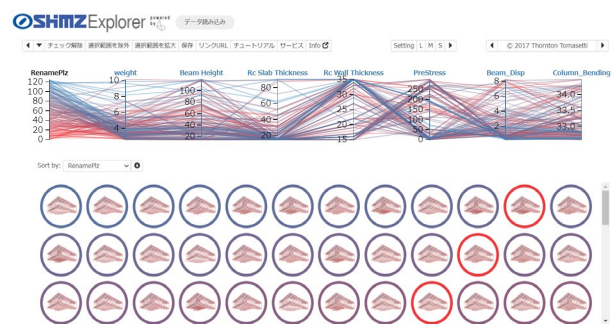 SHMZ Explorer powered by データ読み込み
チェック解除 選択範囲を除外 選択範囲を拡大 保存 リンクURL チュートリアル サービス Info Setting L M S © 2017 Thornton Tomasetti
RenamePlz weight Beam Height Rc Slab Thickness Rc Wall Thickness PreStress Beam_Disp Column_Bending
120 10 100 80 35 250 8 34.0
100 8 80 60 30 200 6 33.5
80 6 60 40 25 150 4 33.0
60 4 40 20 20 100 2
40 20 15 50
20 0
0
Sort by: RenamePlz